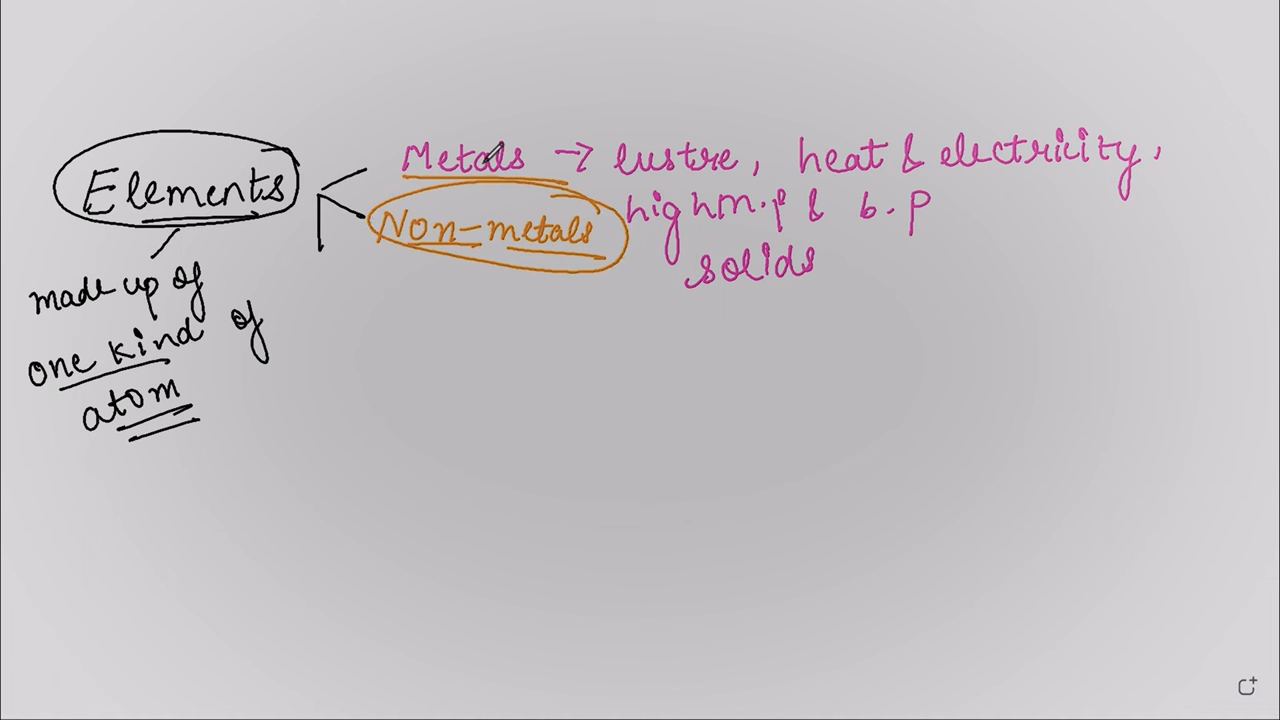 Elements
made up of
one kind of
atom
Metals → lustre, heat & electricity,
high m.p & b.p
solids
Non-metals